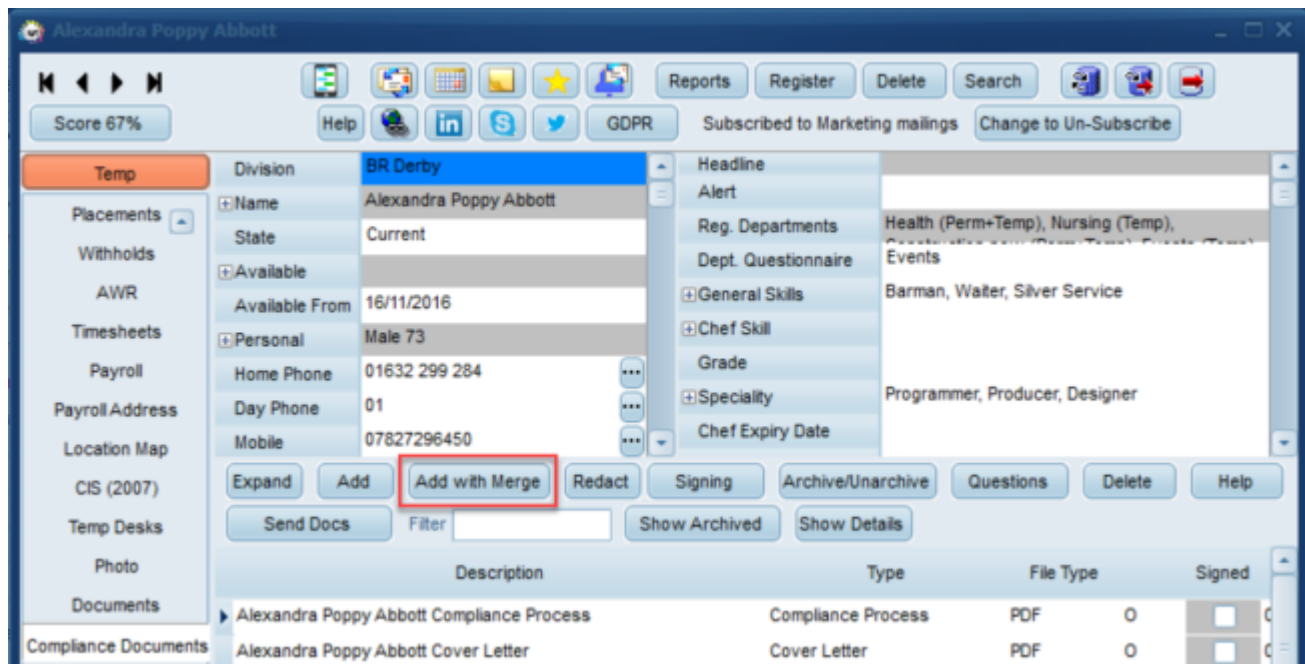 Alexandra Poppy Abbott
Reports Register Delete Search
Score 67% Help in S GDPR Subscribed to Marketing mailings Change to Un-Subscribe
Temp
Placements
Withholds
AWR
Timesheets
Payroll
Payroll Address
Location Map
CIS (2007)
Temp Desks
Photo
Documents
Compliance Documents
Division BR Derby
Name Alexandra Poppy Abbott
State Current
Available
Available From 16/11/2016
Personal Male 73
Home Phone 01632 299 284
Day Phone 01
Mobile 07827296450
Headline
Alert
Reg. Departments Health (Perm+Temp), Nursing (Temp),
Dept. Questionnaire Events
General Skills Barman, Waiter, Silver Service
Chef Skill
Grade
Speciality Programmer, Producer, Designer
Chef Expiry Date
Expand Add Add with Merge Redact Signing Archive/Unarchive Questions Delete Help
Send Docs Filter Show Archived Show Details
Description Type File Type Signed
Alexandra Poppy Abbott Compliance Process Compliance Process PDF O
Alexandra Poppy Abbott Cover Letter Cover Letter PDF O